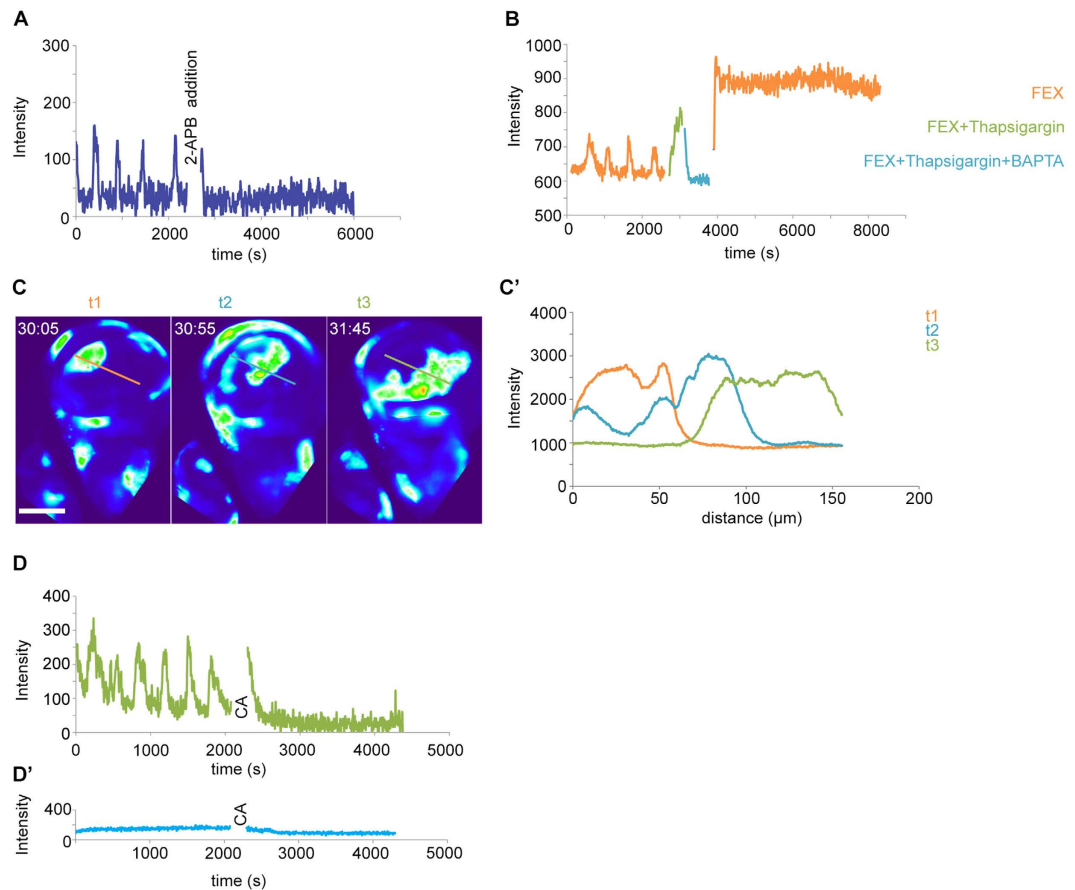 A
300
200
100
0
Intensity
2-APB addition
0
2000
4000
6000
time (s)
B
1000
900
800
700
600
500
Intensity
0
2000
4000
6000
8000
time (s)
FEX
FEX+Thapsigargin
FEX+Thapsigargin+BAPTA
C
t1
t2
t3
30:05
30:55
31:45
C’
4000
3000
2000
1000
0
Intensity
0
50
100
150
200
distance (µm)
t1
t2
t3
D
400
300
200
100
0
Intensity
CA
0
1000
2000
3000
4000
5000
time (s)
D’
400
0
Intensity
CA
1000
2000
3000
4000
5000
time (s)